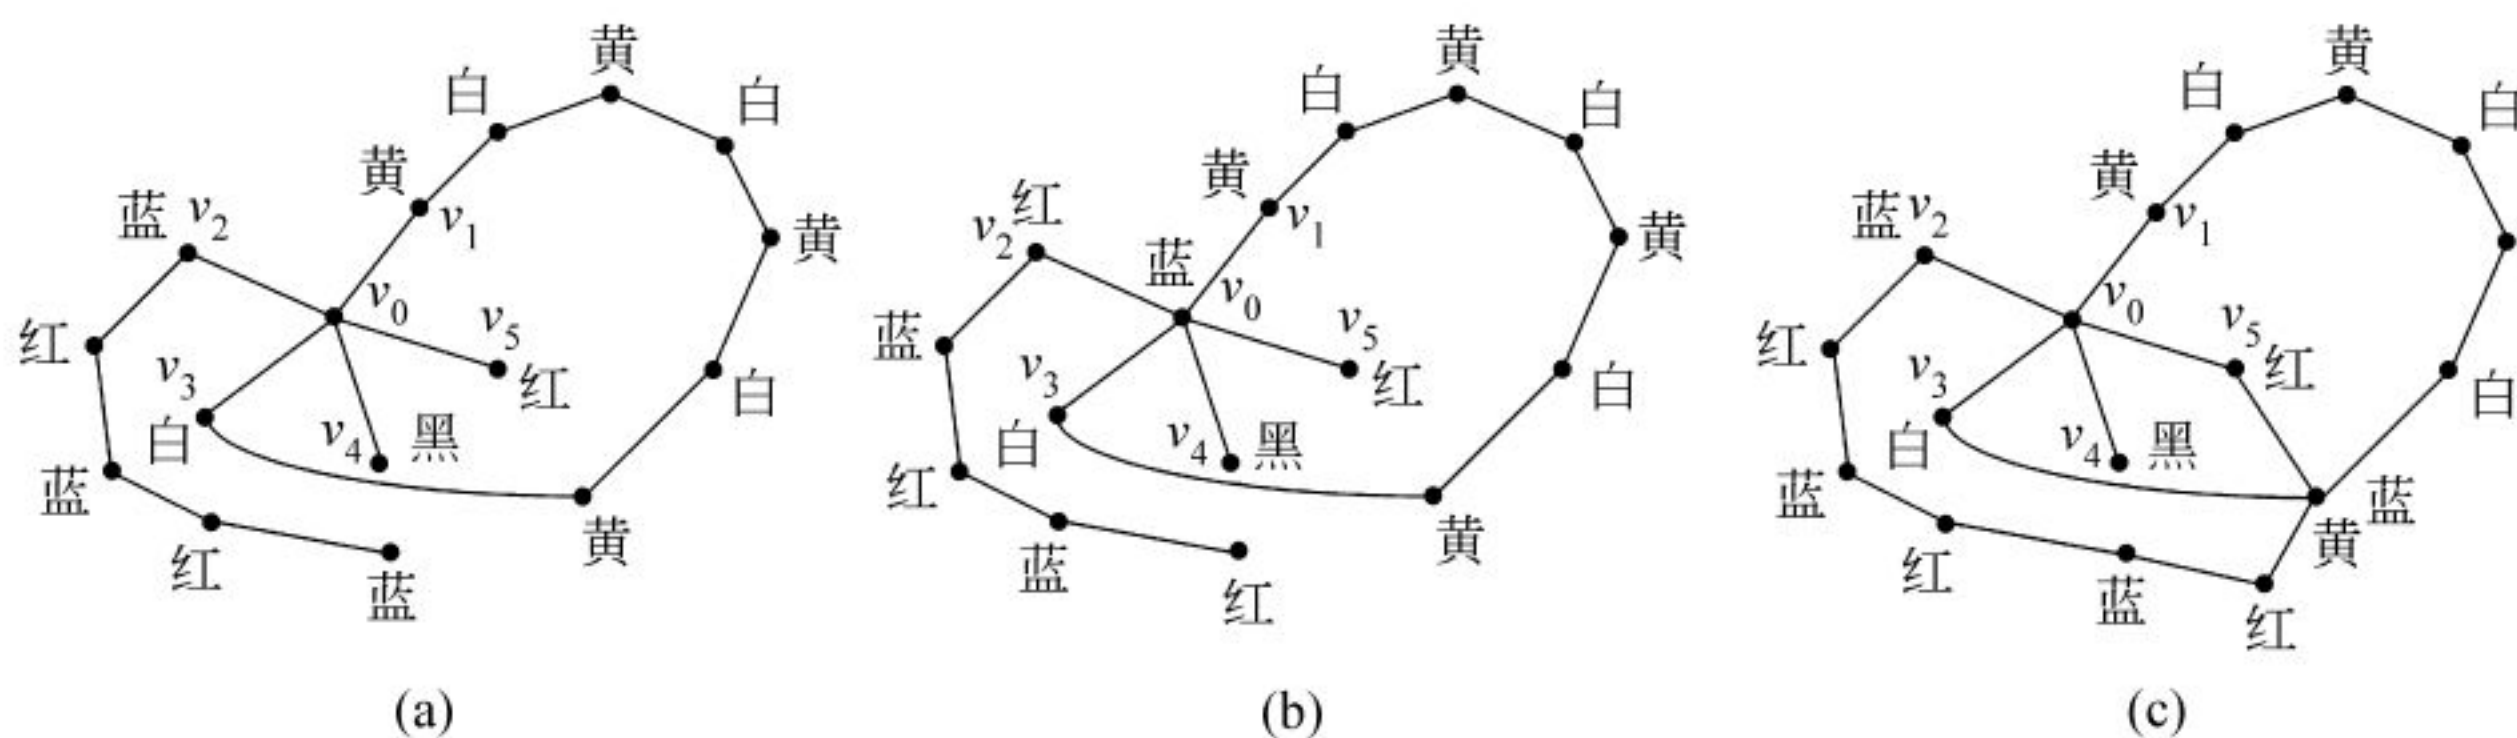 黄
白
白
黄
蓝 v₂
v₁
黄
v₀
红
v₅
v₃
红
白
白
v₄ 黑
蓝
黄
红
蓝
(a)
黄
白
白
黄
红
v₂
v₁
蓝
黄
v₀
蓝
v₅
v₃
红
白
白
v₄ 黑
红
黄
蓝
红
(b)
黄
白
白
黄
蓝 v₂
v₁
v₀
红
v₅
v₃
红
白
白
v₄ 黑
蓝
蓝
黄
红
蓝
红
(c)